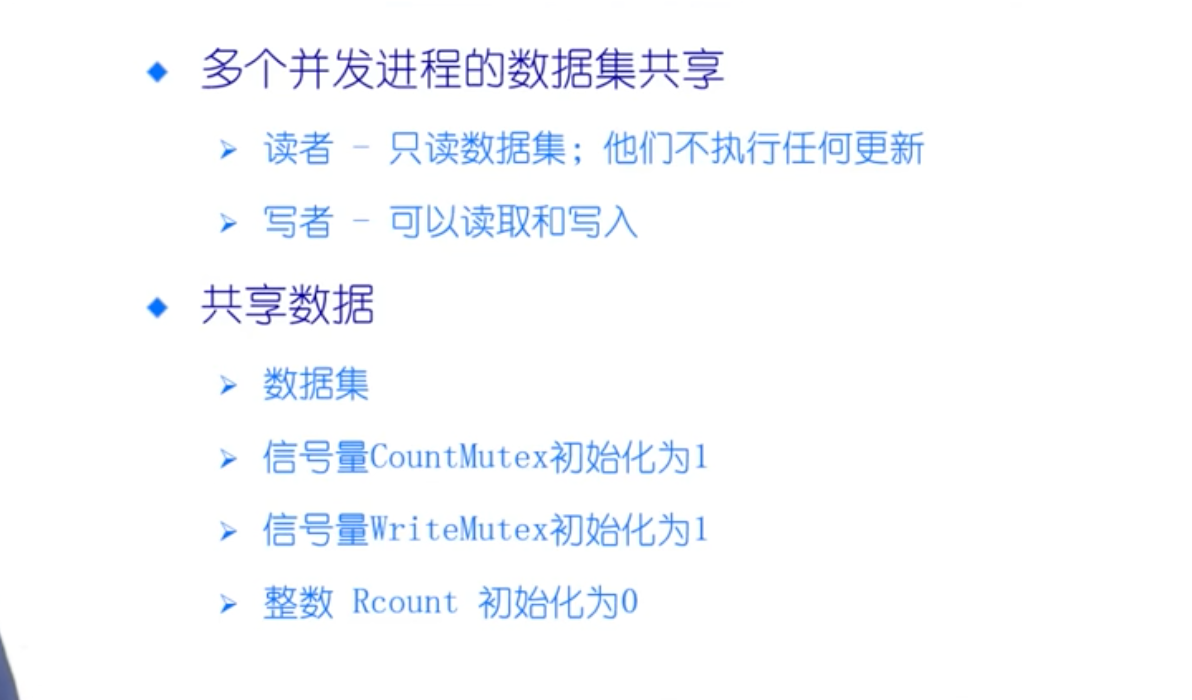 多个并发进程的数据集共享
读者 - 只读数据集；他们不执行任何更新
写者 - 可以读取和写入
共享数据
数据集
信号量CountMutex初始化为1
信号量WriteMutex初始化为1
整数 Rcount 初始化为0